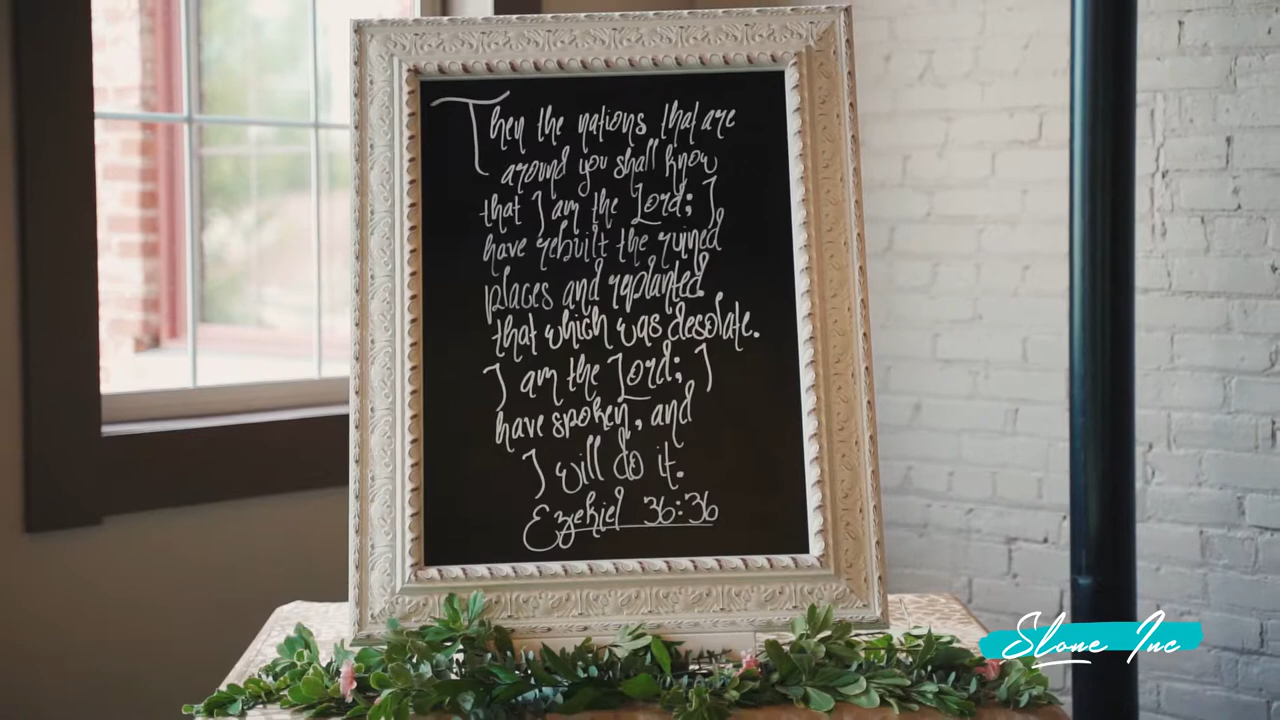 Then the nations that are
around you shall know
that I am the Lord; I
have rebuilt the ruined
places and replanted
that which was desolate.
I am the Lord; I
have spoken, and
I will do it.
Ezekiel 36:36
Slone Inc